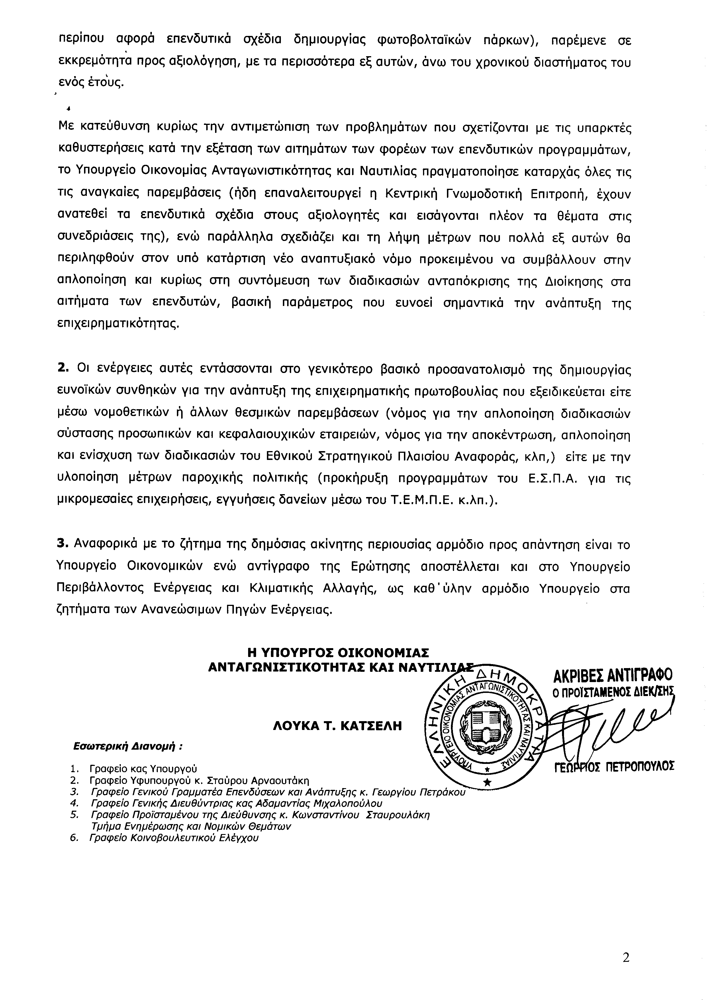 περίπου αφορά επενδυτικά σχέδια δημιουργίας φωτοβολταϊκών πάρκων), παρέμενε σε
εκκρεμότητα προς αξιολόγηση, με τα περισσότερα εξ αυτών, άνω του χρονικού διαστήματος του
ενός έτους.
Με κατεύθυνση κυρίως την αντιμετώπιση των προβλημάτων που σχετίζονται με τις υπαρκτές
καθυστερήσεις κατά την εξέταση των αιτημάτων των φορέων των επενδυτικών προγραμμάτων,
το Υπουργείο Οικονομίας Ανταγωνιστικότητας και Ναυτιλίας πραγματοποίησε καταρχάς όλες τις
τις αναγκαίες παρεμβάσεις (ήδη επαναλειτουργεί η Κεντρική Γνωμοδοτική Επιτροπή, έχουν
ανατεθεί τα επενδυτικά σχέδια στους αξιολογητές και εισάγονται πλέον τα θέματα στις
συνεδριάσεις της), ενώ παράλληλα σχεδιάζει και τη λήψη μέτρων που πολλά εξ αυτών θα
περιληφθούν στον υπό κατάρτιση νέο αναπτυξιακό νόμο προκειμένου να συμβάλλουν στην
απλοποίηση και κυρίως στη συντόμευση των διαδικασιών ανταπόκρισης της Διοίκησης στα
αιτήματα των επενδυτών, βασική παράμετρος που ευνοεί σημαντικά την ανάπτυξη της
επιχειρηματικότητας.
2. Οι ενέργειες αυτές εντάσσονται στο γενικότερο βασικό προσανατολισμό της δημιουργίας
ευνοϊκών συνθηκών για την ανάπτυξη της επιχειρηματικής πρωτοβουλίας που εξειδικεύεται είτε
μέσω νομοθετικών ή άλλων θεσμικών παρεμβάσεων (νόμος για την απλοποίηση διαδικασιών
σύστασης προσωπικών και κεφαλαιουχικών εταιρειών, νόμος για την αποκέντρωση, απλοποίηση
και ενίσχυση των διαδικασιών του Εθνικού Στρατηγικού Πλαισίου Αναφοράς, κλπ,) είτε με την
υλοποίηση μέτρων παροχικής πολιτικής (προκήρυξη προγραμμάτων του Ε.Σ.Π.Α. για τις
μικρομεσαίες επιχειρήσεις, εγγυήσεις δανείων μέσω του Τ.Ε.Μ.Π.Ε. κ.λπ.).
3. Αναφορικά με το ζήτημα της δημόσιας ακίνητης περιουσίας αρμόδιο προς απάντηση είναι το
Υπουργείο Οικονομικών ενώ αντίγραφο της Ερώτησης αποστέλλεται και στο Υπουργείο
Περιβάλλοντος Ενέργειας και Κλιματικής Αλλαγής, ως καθ΄ύλην αρμόδιο Υπουργείο στα
ζητήματα των Ανανεώσιμων Πηγών Ενέργειας.
Η ΥΠΟΥΡΓΟΣ ΟΙΚΟΝΟΜΙΑΣ
ΑΝΤΑΓΩΝΙΣΤΙΚΟΤΗΤΑΣ ΚΑΙ ΝΑΥΤΙΛΙΑΣ
ΕΛΛΗΝΙΚΗ ΔΗΜΟΚΡΑΤΙΑ
ΥΠΟΥΡΓΕΙΟ ΟΙΚΟΝΟΜΙΑΣ ΑΝΤΑΓΩΝΙΣΤΙΚΟΤΗΤΑΣ ΚΑΙ ΝΑΥΤΙΛΙΑΣ
ΑΚΡΙΒΕΣ ΑΝΤΙΓΡΑΦΟ
Ο ΠΡΟΪΣΤΑΜΕΝΟΣ ΔΙΕΚ/ΣΗΣ
ΓΕΩΡΓΙΟΣ ΠΕΤΡΟΠΟΥΛΟΣ
ΛΟΥΚΑ Τ. ΚΑΤΣΕΛΗ
Εσωτερική Διανομή :
1. Γραφείο κας Υπουργού
2. Γραφείο Υφυπουργού κ. Σταύρου Αρναουτάκη
3. Γραφείο Γενικού Γραμματέα Επενδύσεων και Ανάπτυξης κ. Γεωργίου Πετράκου
4. Γραφείο Γενικής Διευθύντριας κας Αδαμαντίας Μιχαλοπούλου
5. Γραφείο Προϊσταμένου της Διεύθυνσης κ. Κωνσταντίνου Σταυρουλάκη
Τμήμα Ενημέρωσης και Νομικών Θεμάτων
6. Γραφείο Κοινοβουλευτικού Ελέγχου
2